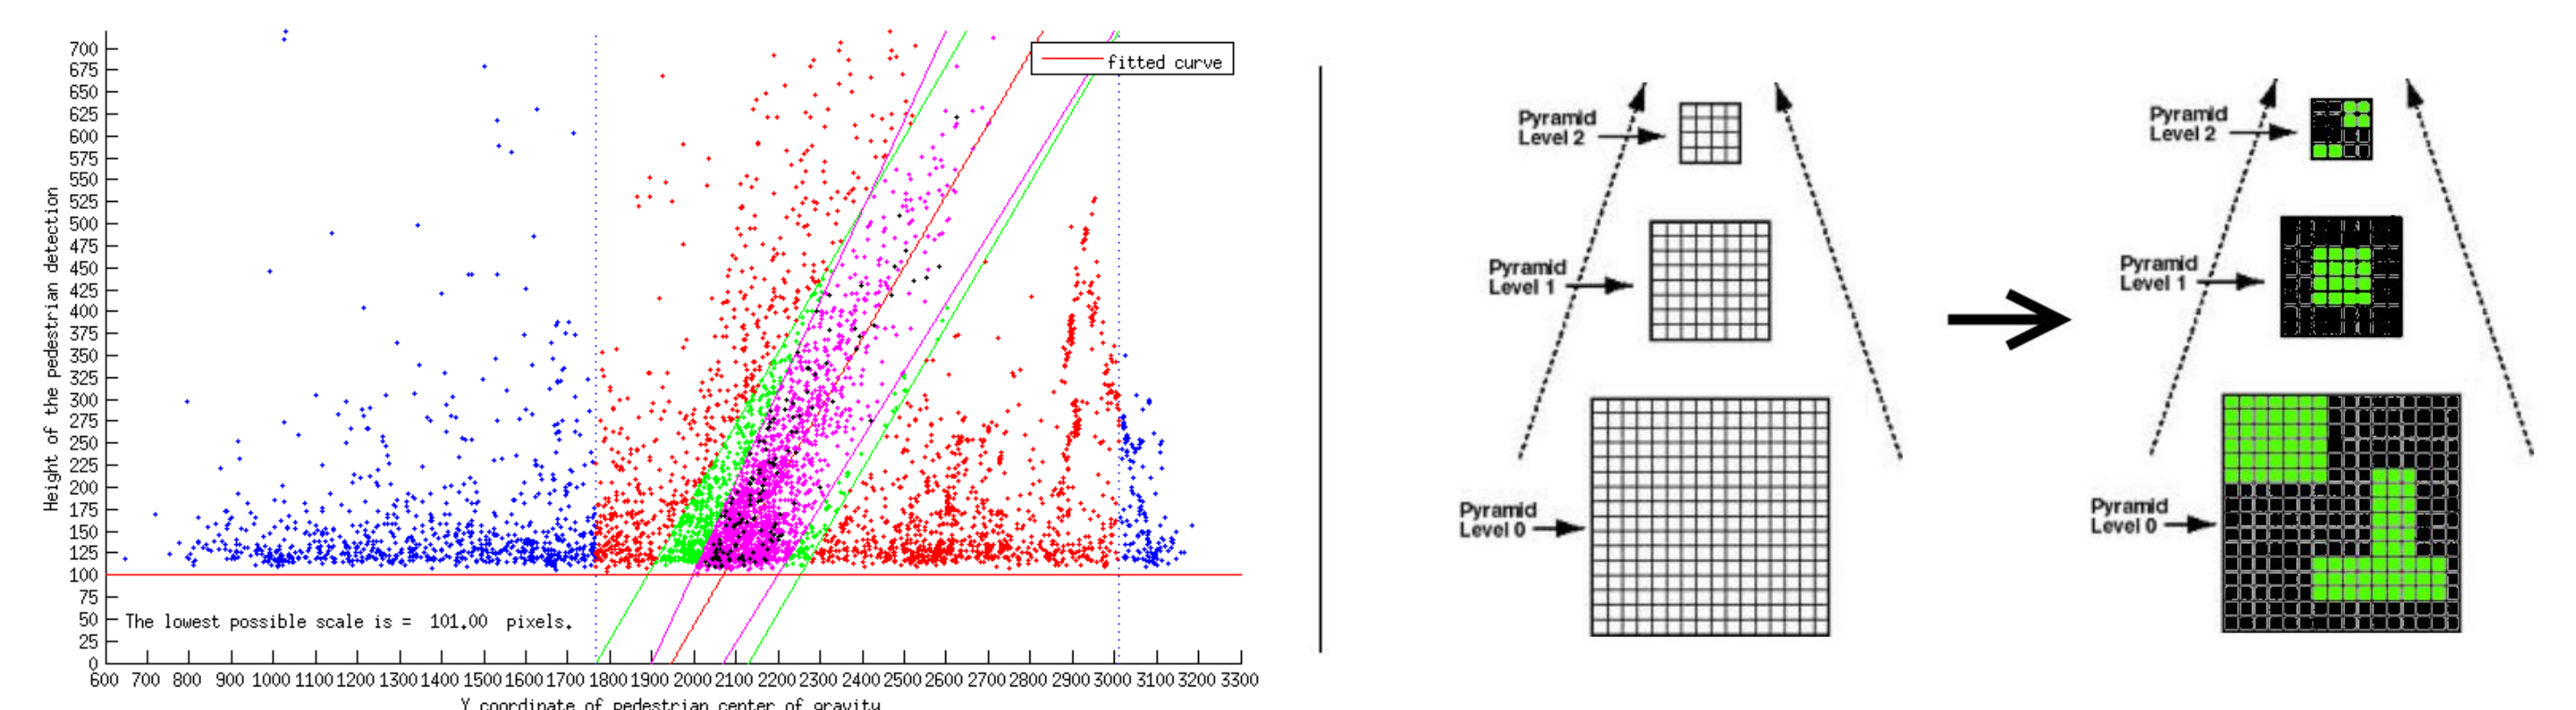 700
675
650
625
600
575
550
525
500
475
450
425
400
375
350
325
300
275
250
225
200
175
150
125
100
75
50
25
0
Height of the pedestrian detection
fitted curve
The lowest possible scale is = 101.00 pixels.
600 700 800 900 1000 1100 1200 1300 1400 1500 1600 1700 1800 1900 2000 2100 2200 2300 2400 2500 2600 2700 2800 2900 3000 3100 3200 3300
Y coordinate of pedestrian center of gravity
Pyramid
Level 2
Pyramid
Level 1
Pyramid
Level 0
Pyramid
Level 2
Pyramid
Level 1
Pyramid
Level 0